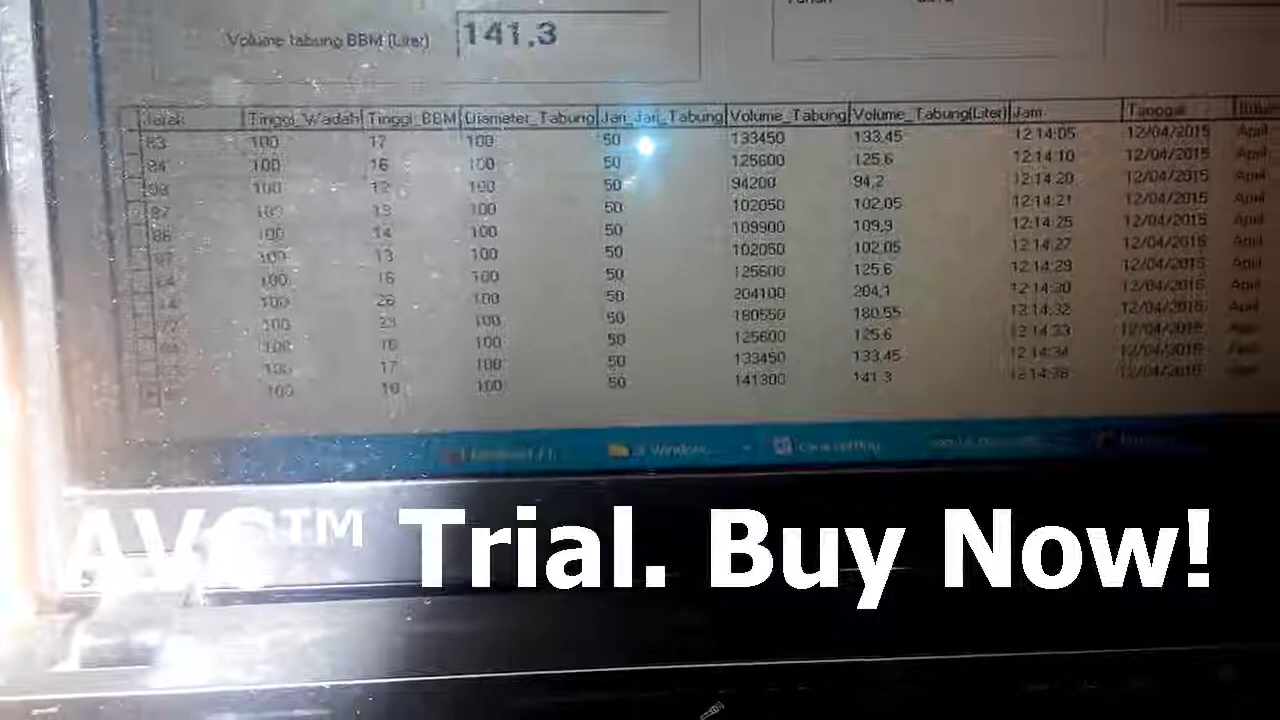 Volume tabung BBM (Liter) 141.3
Jarak Tinggi_Wadah Tinggi_BBM Diameter_Tabung Jari_Jari_Tabung Volume_Tabung Volume_Tabung(Liter) Jam Tanggal
83 100 17 100 50 133450 133,45 12:14:05 12/04/2015 April
84 100 16 100 50 125600 125,6 12:14:10 12/04/2015 April
88 100 12 100 50 94200 94,2 12:14:20 12/04/2015 April
87 100 13 100 50 102050 102,05 12:14:21 12/04/2015 April
86 100 14 100 50 109900 109,9 12:14:25 12/04/2015 April
87 100 13 100 50 102050 102,05 12:14:27 12/04/2015 April
84 100 16 100 50 125600 125,6 12:14:29 12/04/2015 April
100 26 100 50 204100 204,1 12:14:30 12/04/2015 April
100 23 100 50 180550 180,55 12:14:32 12/04/2015 April
100 16 100 50 125600 125,6 12:14:33 12/04/2015
100 17 100 50 133450 133,45 12:14:34 12/04/2015
100 18 100 50 141300 141,3 12/04/2015
AVS™ Trial. Buy Now!